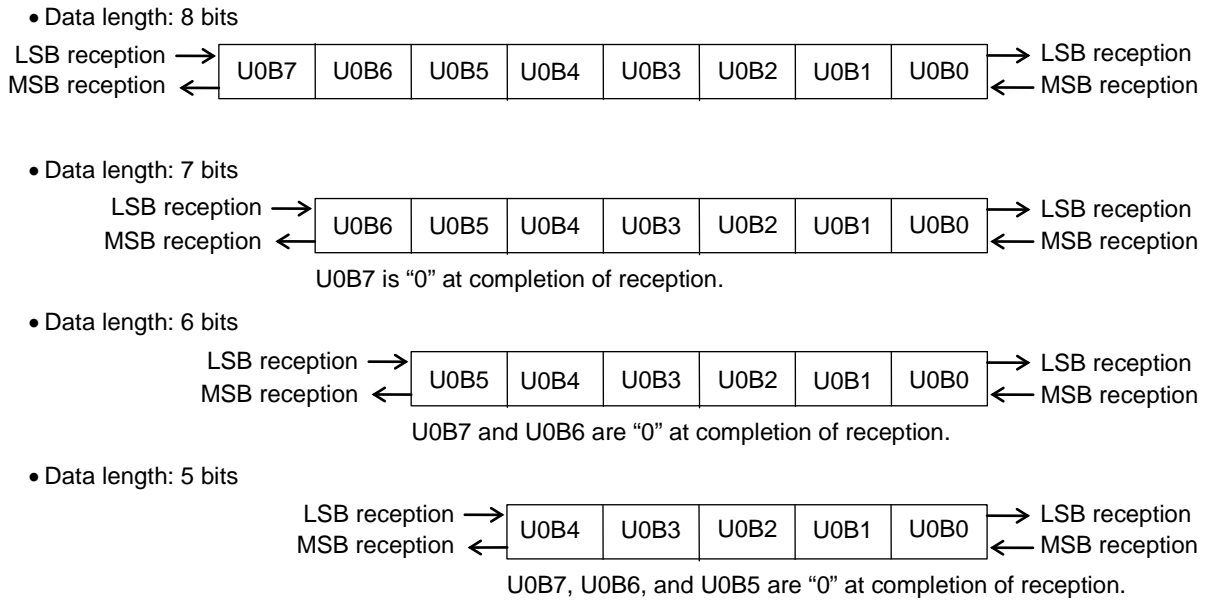 • Data length: 8 bits
LSB reception U0B7 U0B6 U0B5 U0B4 U0B3 U0B2 U0B1 U0B0 LSB reception
MSB reception MSB reception
• Data length: 7 bits
LSB reception U0B6 U0B5 U0B4 U0B3 U0B2 U0B1 U0B0 LSB reception
MSB reception MSB reception
U0B7 is “0” at completion of reception.
• Data length: 6 bits
LSB reception U0B5 U0B4 U0B3 U0B2 U0B1 U0B0 LSB reception
MSB reception MSB reception
U0B7 and U0B6 are “0” at completion of reception.
• Data length: 5 bits
LSB reception U0B4 U0B3 U0B2 U0B1 U0B0 LSB reception
MSB reception MSB reception
U0B7, U0B6, and U0B5 are “0” at completion of reception.